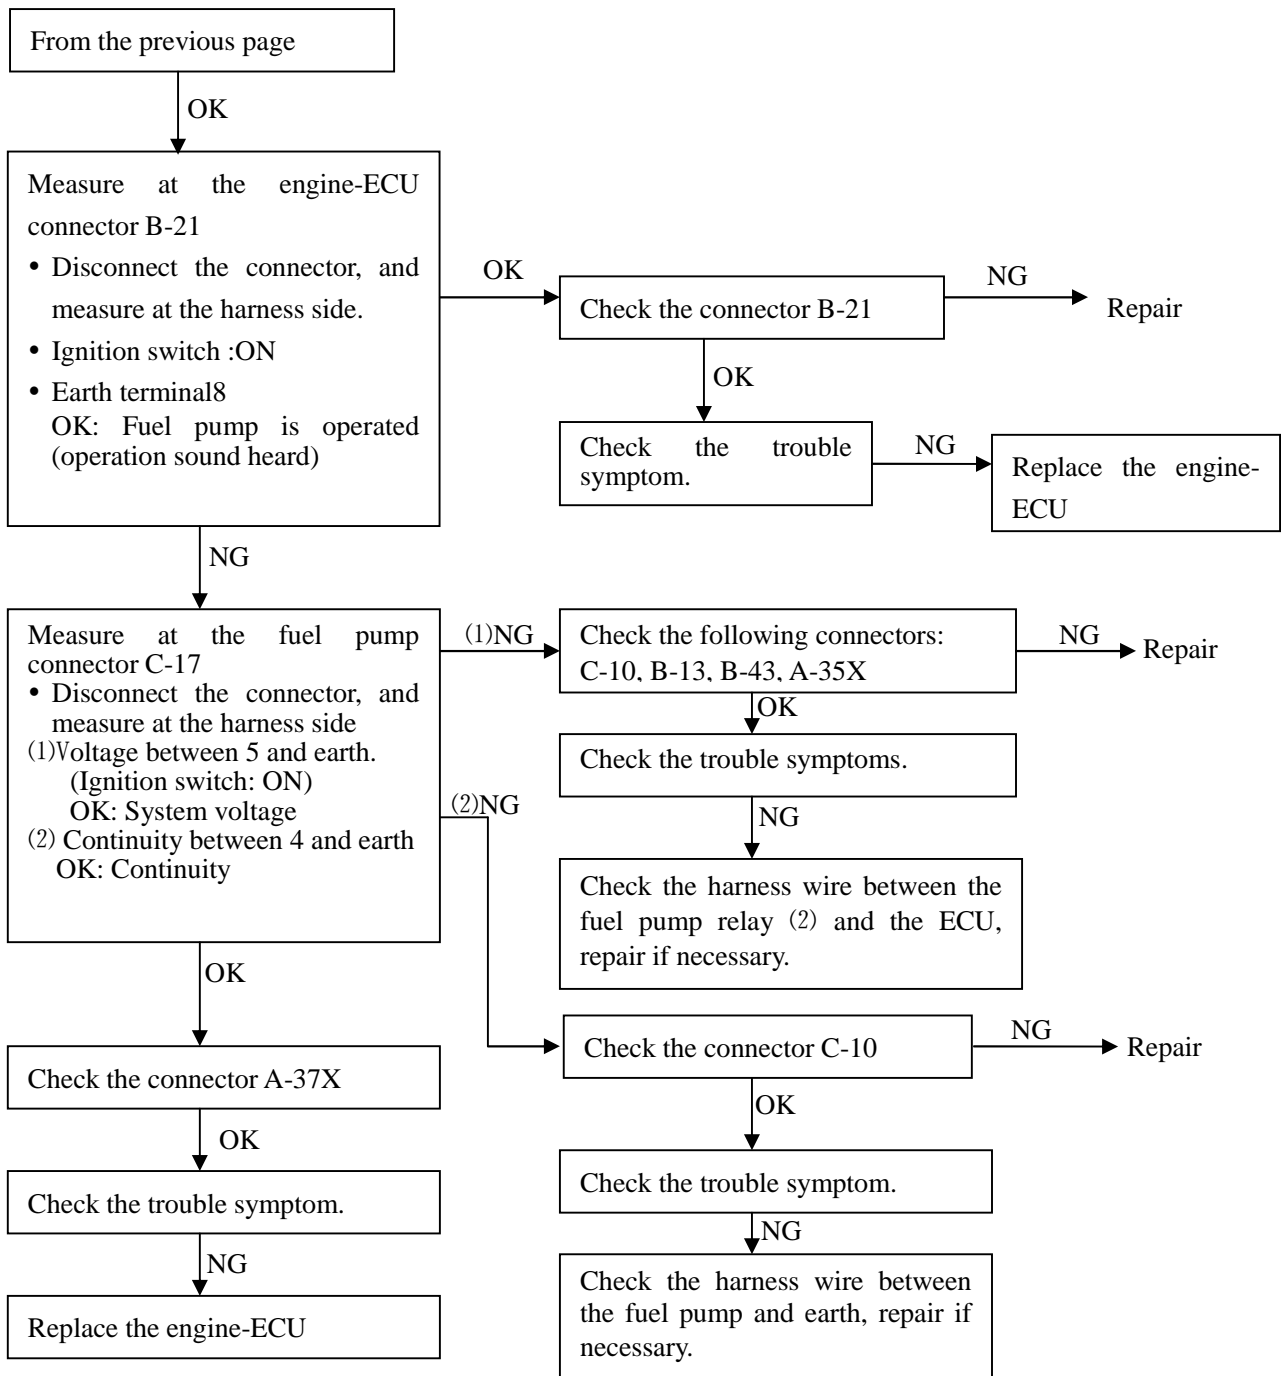 From the previous page
OK
Measure at the engine-ECU
connector B-21
• Disconnect the connector, and
measure at the harness side.
• Ignition switch :ON
• Earth terminal8
OK: Fuel pump is operated
(operation sound heard)
OK
Check the connector B-21
NG
Repair
OK
Check the trouble
symptom.
NG
Replace the engine-
ECU
NG
Measure at the fuel pump
connector C-17
• Disconnect the connector, and
measure at the harness side
(1)Voltage between 5 and earth.
(Ignition switch: ON)
OK: System voltage
(2) Continuity between 4 and earth
OK: Continuity
(1)NG
Check the following connectors:
C-10, B-13, B-43, A-35X
NG
Repair
OK
Check the trouble symptoms.
NG
Check the harness wire between the
fuel pump relay (2) and the ECU,
repair if necessary.
(2)NG
Check the connector C-10
NG
Repair
OK
Check the trouble symptom.
NG
Check the harness wire between
the fuel pump and earth, repair if
necessary.
OK
Check the connector A-37X
OK
Check the trouble symptom.
NG
Replace the engine-ECU